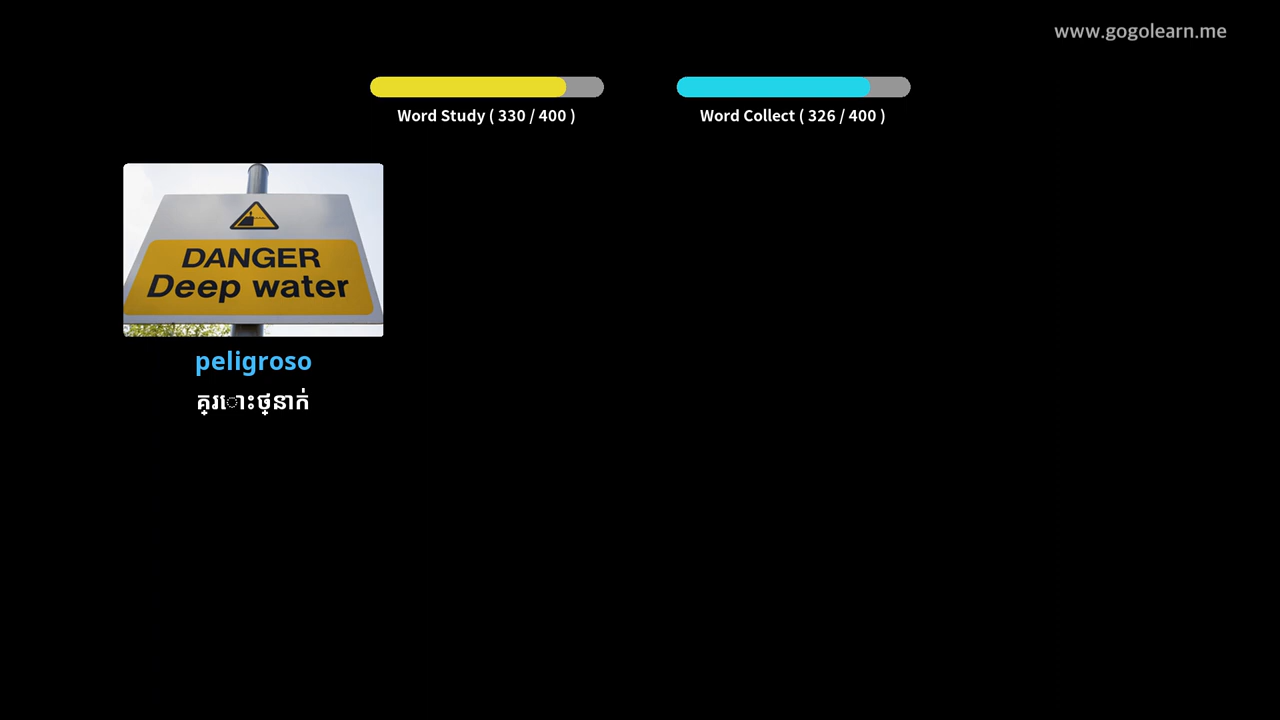 www.gogolearn.me
Word Study ( 330 / 400 )
Word Collect ( 326 / 400 )
DANGER
Deep water
peligroso
គ្រោះថ្នាក់